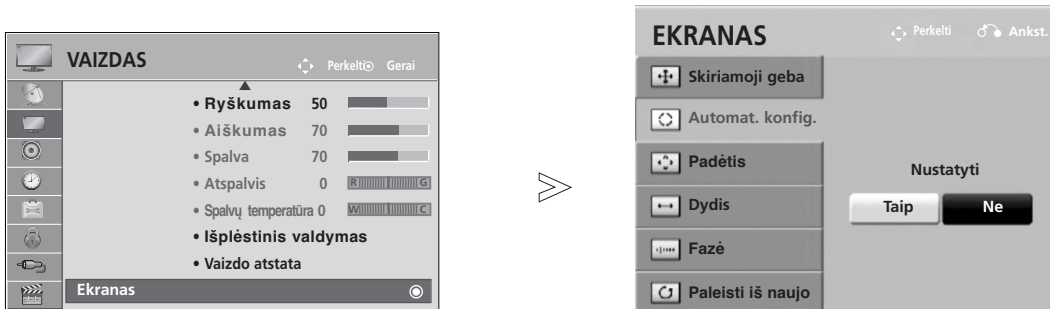 VAIZDAS
Perkelti Gerai
• Ryškumas 50
• Aiškumas 70
• Spalva 70
• Atspalvis 0 R G
• Spalvų temperatūra 0 W C
• Išplėstinis valdymas
• Vaizdo atstata
Ekranas
EKRANAS
Perkelti Ankst.
Skiriamoji geba
Automat. konfig.
Padėtis
Dydis
Fazė
Paleisti iš naujo
Nustatyti
Taip Ne